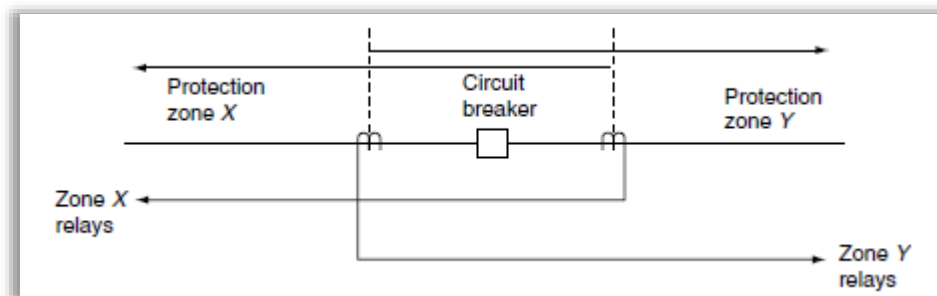 Protection
zone X
Circuit
breaker
Protection
zone Y
Zone X
relays
Zone Y
relays